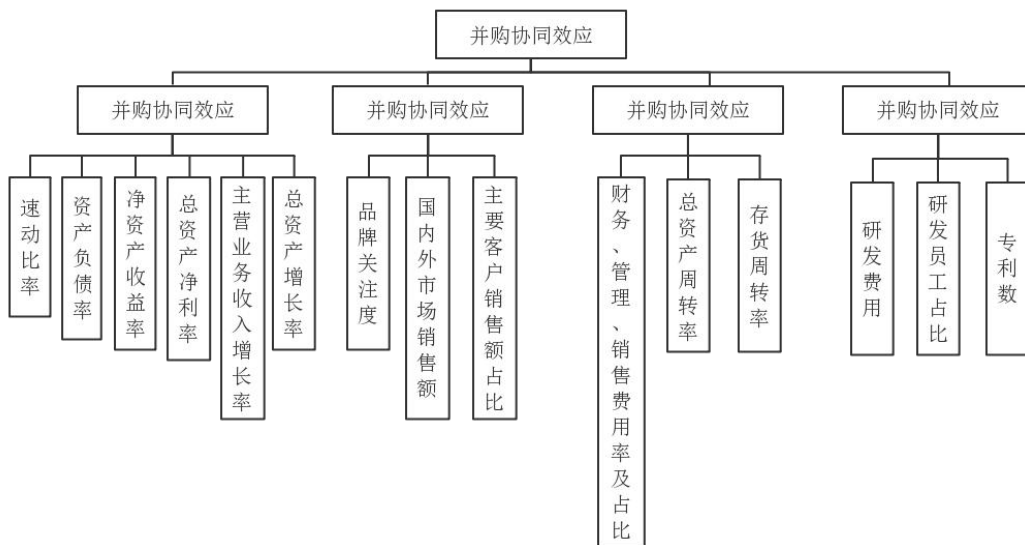 并购协同效应
并购协同效应
并购协同效应
并购协同效应
并购协同效应
速动比率
资产负债率
净资产收益率
总资产净利率
主营业务收入增长率
总资产增长率
品牌关注度
国内外市场销售额
主要客户销售额占比
财务、管理、销售费用率及占比
总资产周转率
存货周转率
研发费用
研发员工占比
专利数